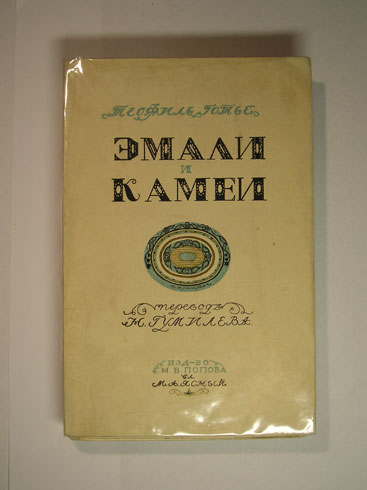 ТЕОФИЛЬ ГОТЬЕ
ЭМАЛИ
И
КАМЕИ
ПЕРЕВОДЪ
Н. ГУМИЛЕВА
ИЗД-ВО
М В ПОПОВА
ВЛ
М. А. ЯСНЫЙ